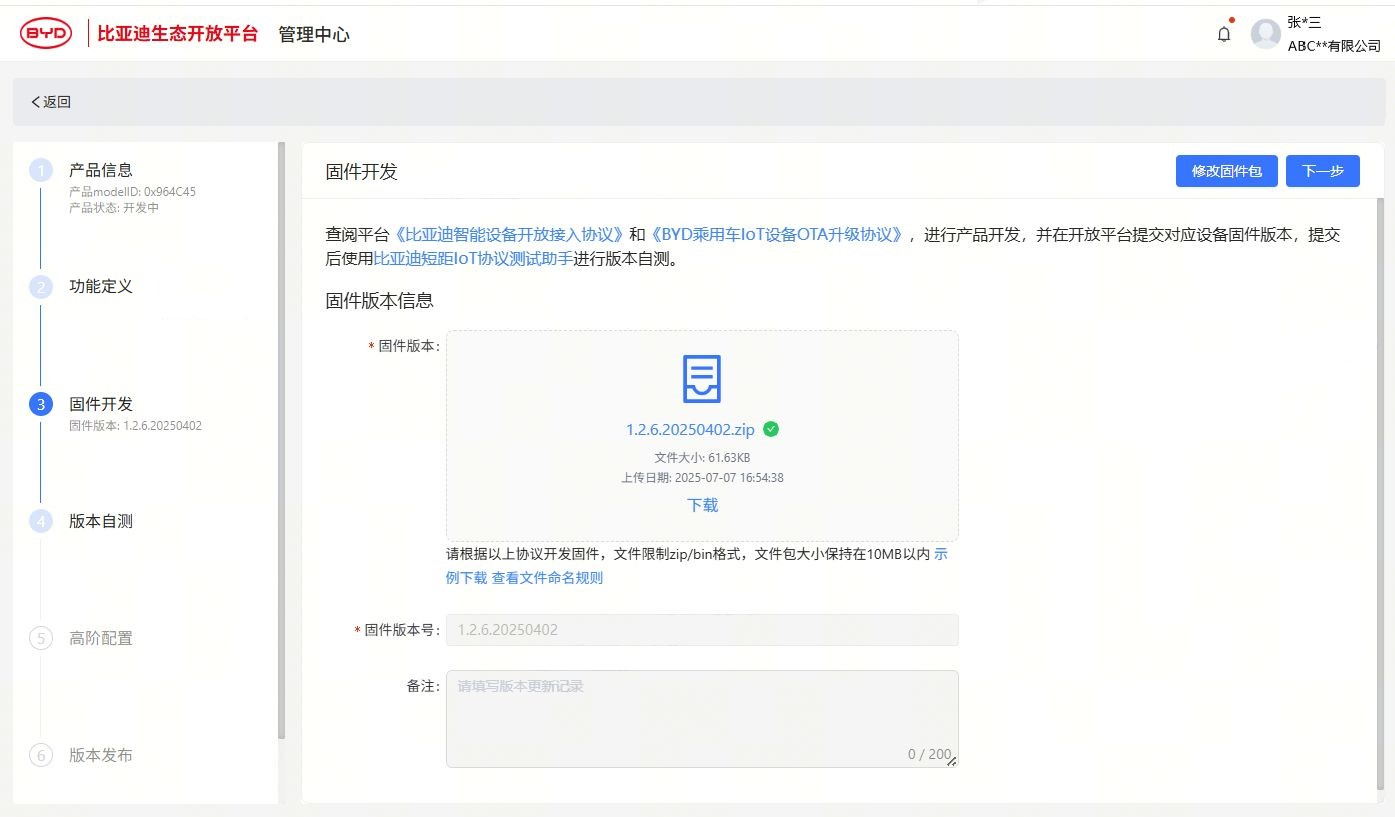 BYD 比亚迪生态开放平台 管理中心
张*三
ABC**有限公司
返回
1 产品信息
产品modelID: 0x964C45
产品状态: 开发中
2 功能定义
3 固件开发
固件版本: 1.2.6.20250402
4 版本自测
5 高阶配置
6 版本发布
固件开发
修改固件包 下一步
查阅平台《比亚迪智能设备开放接入协议》和《BYD乘用车IoT设备OTA升级协议》，进行产品开发，并在开放平台提交对应设备固件版本，提交
后使用比亚迪短距IoT协议测试助手进行版本自测。
固件版本信息
* 固件版本:
1.2.6.20250402.zip
文件大小: 61.63KB
上传日期: 2025-07-07 16:54:38
下载
请根据以上协议开发固件，文件限制zip/bin格式，文件包大小保持在10MB以内 示
例下载 查看文件命名规则
* 固件版本号: 1.2.6.20250402
备注: 请填写版本更新记录
0 / 200